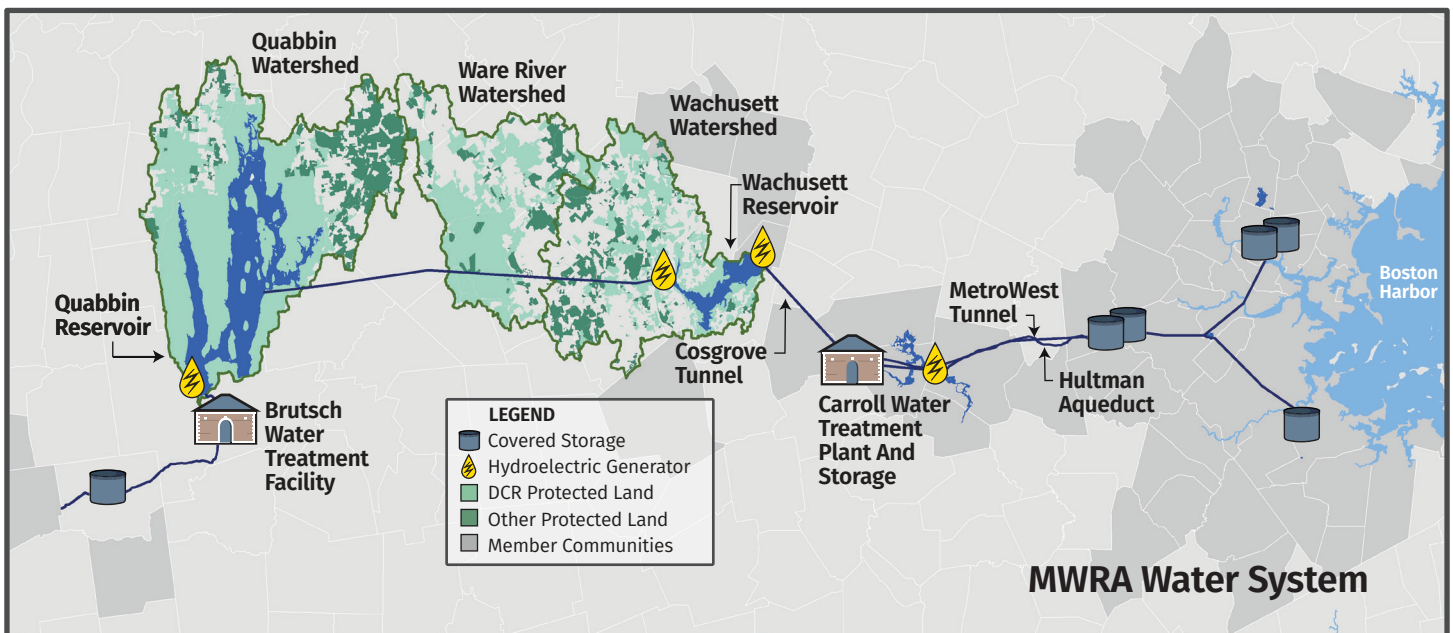 Quabbin
Watershed
Ware River
Watershed
Wachusett
Watershed
Wachusett
Reservoir
Quabbin
Reservoir
Boston
Harbor
MetroWest
Tunnel
Cosgrove
Tunnel
Hultman
Aqueduct
Brutsch
Water
Treatment
Facility
Carroll Water
Treatment
Plant And
Storage
LEGEND
Covered Storage
Hydroelectric Generator
DCR Protected Land
Other Protected Land
Member Communities
MWRA Water System